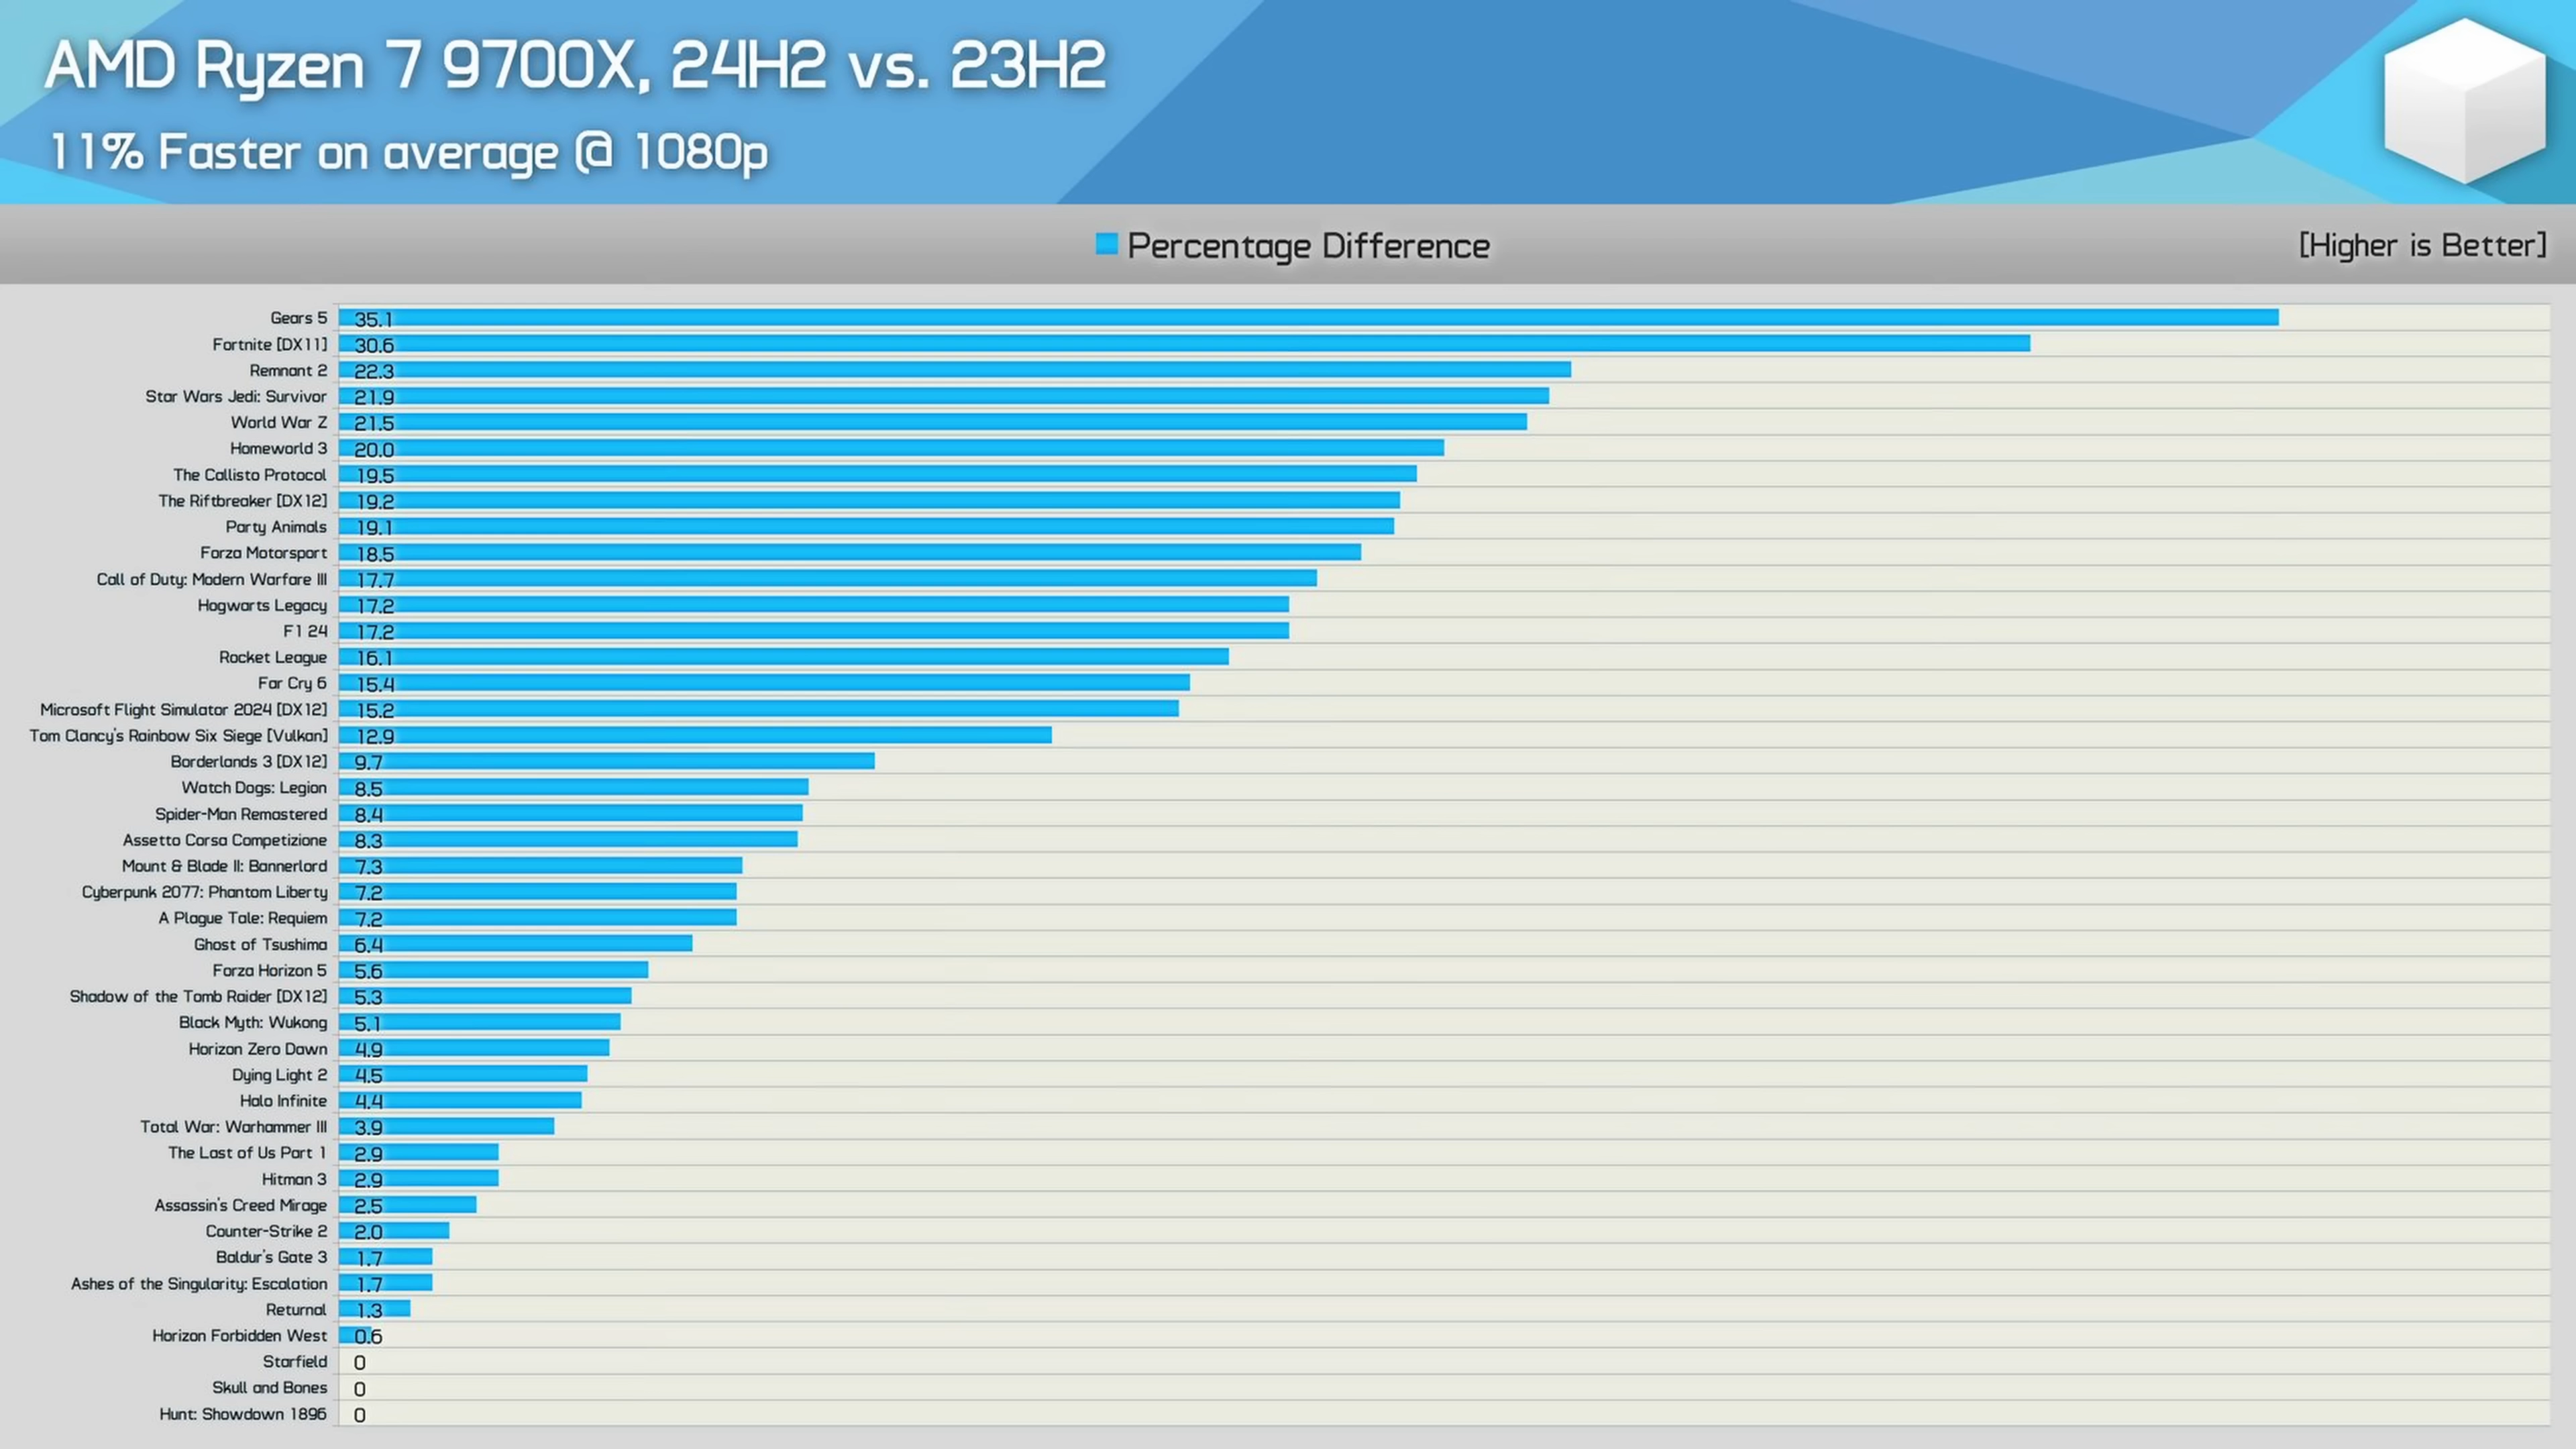 AMD Ryzen 7 9700X, 24H2 vs. 23H2
11% Faster on average @ 1080p
Percentage Difference
[Higher is Better]
Gears 5 35.1
Fortnite [DX11] 30.6
Remnant 2 22.3
Star Wars Jedi: Survivor 21.9
World War Z 21.5
Homeworld 3 20.0
The Callisto Protocol 19.5
The Riftbreaker [DX12] 19.2
Party Animals 19.1
Forza Motorsport 18.5
Call of Duty: Modern Warfare III 17.7
Hogwarts Legacy 17.2
F1 24 17.2
Rocket League 16.1
Far Cry 6 15.4
Microsoft Flight Simulator 2024 [DX12] 15.2
Tom Clancy's Rainbow Six Siege [Vulkan] 12.9
Borderlands 3 [DX12] 9.7
Watch Dogs: Legion 8.5
Spider-Man Remastered 8.4
Assetto Corsa Competizione 8.3
Mount & Blade II: Bannerlord 7.3
Cyberpunk 2077: Phantom Liberty 7.2
A Plague Tale: Requiem 7.2
Ghost of Tsushima 6.4
Forza Horizon 5 5.6
Shadow of the Tomb Raider [DX12] 5.3
Black Myth: Wukong 5.1
Horizon Zero Dawn 4.9
Dying Light 2 4.5
Halo Infinite 4.4
Total War: Warhammer III 3.9
The Last of Us Part 1 2.9
Hitman 3 2.9
Assassin's Creed Mirage 2.5
Counter-Strike 2 2.0
Baldur's Gate 3 1.7
Ashes of the Singularity: Escalation 1.7
Returnal 1.3
Horizon Forbidden West 0.6
Starfield 0
Skull and Bones 0
Hunt: Showdown 1896 0